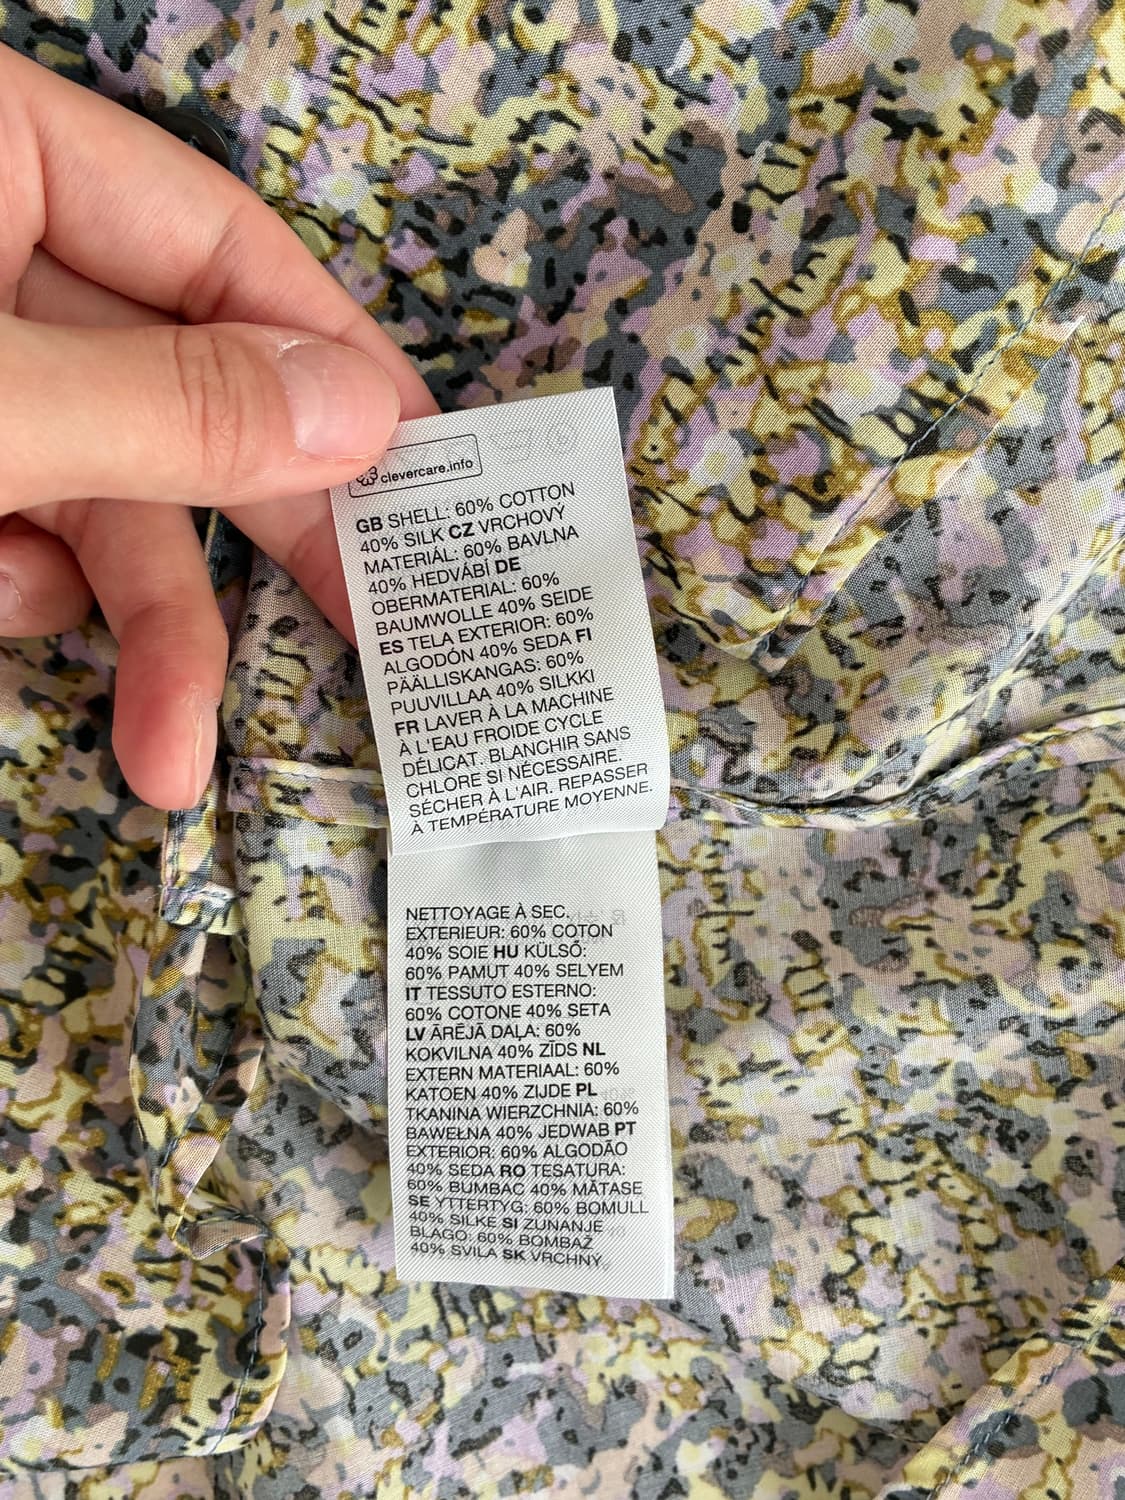 clevercare.info
GB SHELL: 60% COTTON
40% SILK CZ VRCHOVÝ
MATERIÁL: 60% BAVLNA
40% HEDVÁBÍ DE
OBERMATERIAL: 60%
BAUMWOLLE 40% SEIDE
ES TELA EXTERIOR: 60%
ALGODÓN 40% SEDA FI
PÄÄLLISKANGAS: 60%
PUUVILLAA 40% SILKKI
FR LAVER À LA MACHINE
À L'EAU FROIDE CYCLE
DÉLICAT. BLANCHIR SANS
CHLORE SI NÉCESSAIRE.
SÉCHER À L'AIR. REPASSER
À TEMPÉRATURE MOYENNE.
NETTOYAGE À SEC.
EXTERIEUR: 60% COTON
40% SOIE HU KÜLSŐ:
60% PAMUT 40% SELYEM
IT TESSUTO ESTERNO:
60% COTONE 40% SETA
LV ĀRĒJĀ DAĻA: 60%
KOKVILNA 40% ZĪDS NL
EXTERN MATERIAAL: 60%
KATOEN 40% ZIJDE PL
TKANINA WIERZCHNIA: 60%
BAWEŁNA 40% JEDWAB PT
EXTERIOR: 60% ALGODÃO
40% SEDA RO TESATURA:
60% BUMBAC 40% MĂTASE
SE YTTERTYG: 60% BOMULL
40% SILKE SI ZUNANJE
BLAGO: 60% BOMBAŽ
40% SVILA SK VRCHNÝ